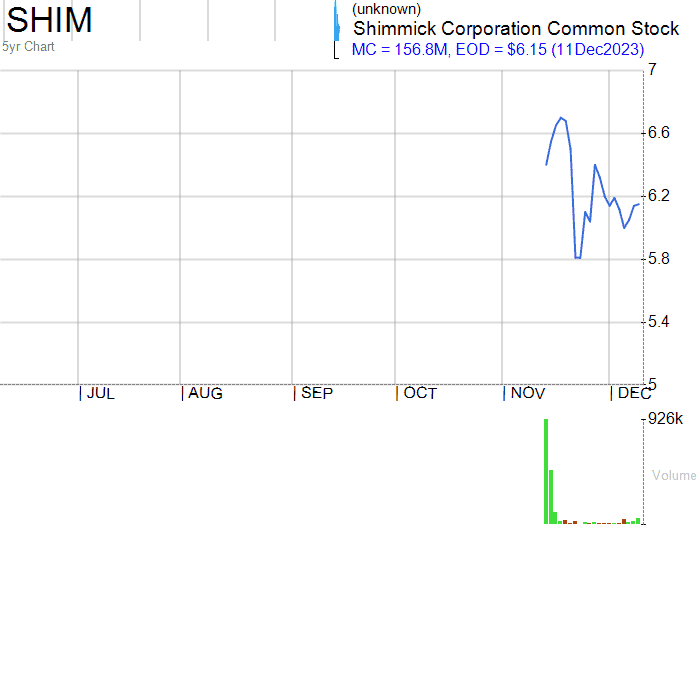 SHIM
5yr Chart
(unknown)
Shimmick Corporation Common Stock
MC = 156.8M, EOD = $6.15 (11Dec2023)
7
6.6
6.2
5.8
5.4
5
JUL AUG SEP OCT NOV DEC
926k
Volume